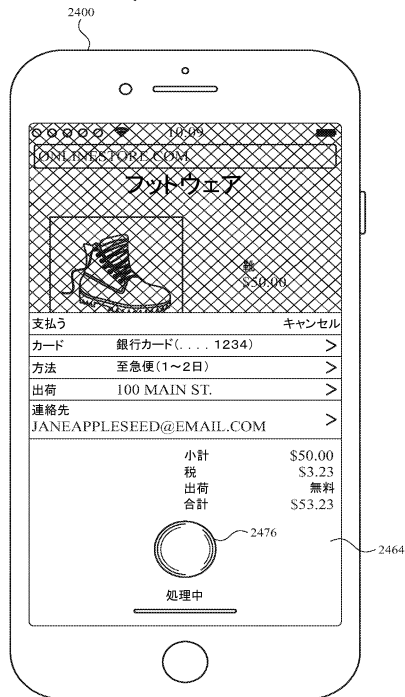 2400
10:09
ONLINESTORE.COM
フットウェア
靴
$50.00
支払う キャンセル
カード 銀行カード(. . . . 1234) >
方法 至急便(1～2日) >
出荷 100 MAIN ST. >
連絡先
JANEAPPLESEED@EMAIL.COM >
小計 $50.00
税 $3.23
出荷 無料
合計 $53.23
2476
2464
処理中